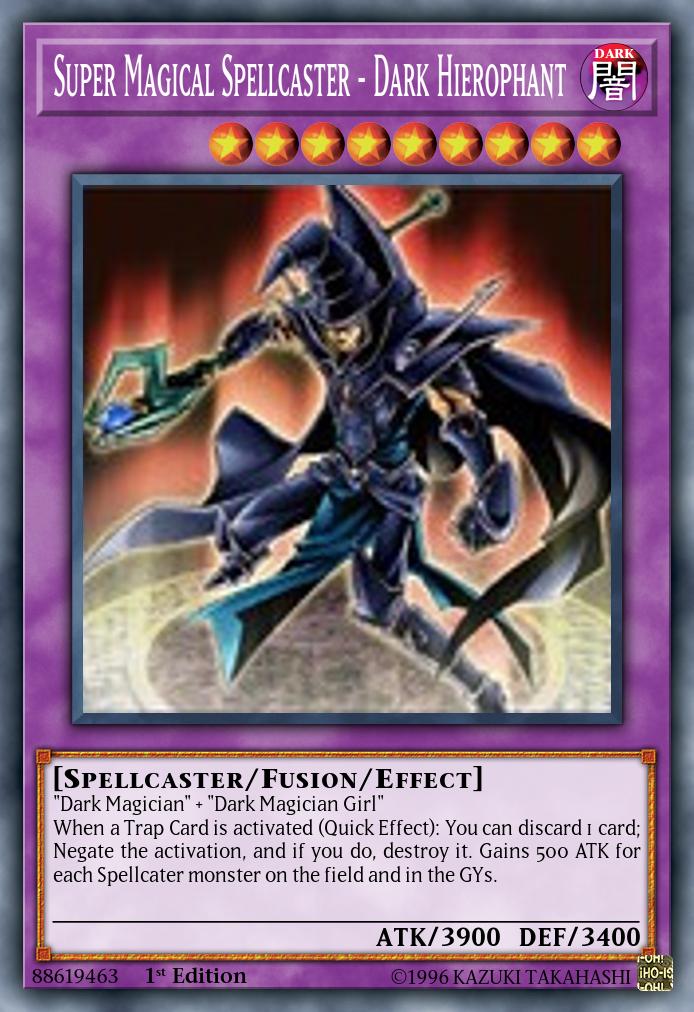 Super Magical Spellcaster - Dark Hierophant
DARK
闇
[Spellcaster/Fusion/Effect]
"Dark Magician" + "Dark Magician Girl"
When a Trap Card is activated (Quick Effect): You can discard 1 card;
Negate the activation, and if you do, destroy it. Gains 500 ATK for
each Spellcater monster on the field and in the GYs.
ATK/3900 DEF/3400
88619463 1st Edition ©1996 KAZUKI TAKAHASHI